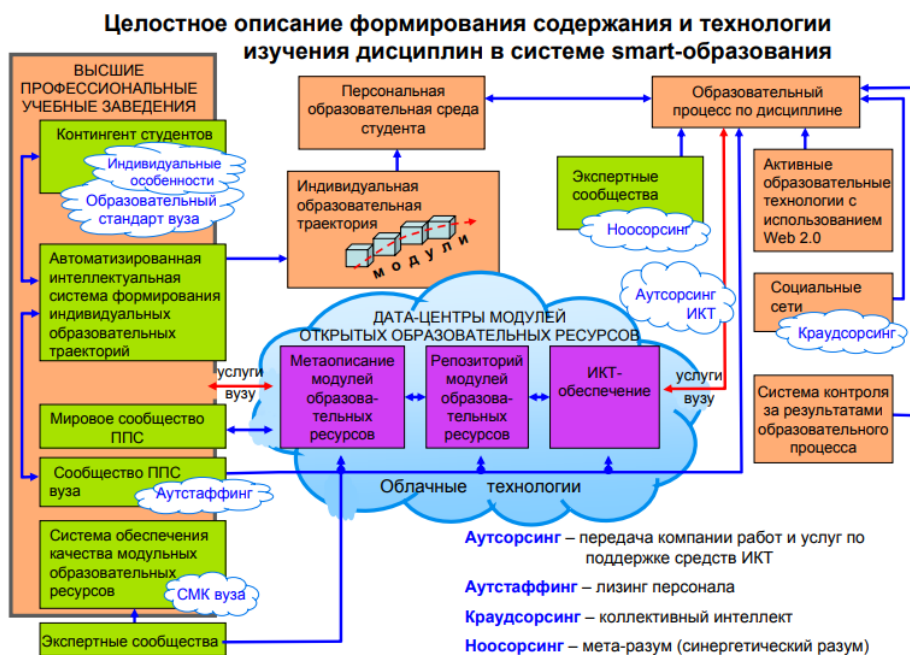 Целостное описание формирования содержания и технологии
изучения дисциплин в системе smart-образования
ВЫСШИЕ
ПРОФЕССИОНАЛЬНЫЕ
УЧЕБНЫЕ ЗАВЕДЕНИЯ
Контингент студентов
Индивидуальные
особенности
Образовательный
стандарт вуза
Автоматизированная
интеллектуальная
система формирования
индивидуальных
образовательных
траекторий
Мировое сообщество
ППС
Сообщество ППС
вуза
Аутстаффинг
Система обеспечения
качества модульных
образовательных
ресурсов
СМК вуза
Экспертные сообщества
Персональная
образовательная среда
студента
Индивидуальная
образовательная
траектория
модули
Образовательный
процесс по дисциплине
Экспертные
сообщества
Ноосорсинг
Активные
образовательные
технологии с
использованием
Web 2.0
Аутсорсинг
ИКТ
Социальные
сети
Краудсорсинг
Система контроля
за результатами
образовательного
процесса
ДАТА-ЦЕНТРЫ МОДУЛЕЙ
ОТКРЫТЫХ ОБРАЗОВАТЕЛЬНЫХ РЕСУРСОВ
услуги
вузу
Метаописание
модулей
образова-
тельных
ресурсов
Репозиторий
модулей
образова-
тельных
ресурсов
ИКТ-
обеспечение
услуги
вузу
Облачные технологии
Аутсорсинг – передача компании работ и услуг по
поддержке средств ИКТ
Аутстаффинг – лизинг персонала
Краудсорсинг – коллективный интеллект
Ноосорсинг – мета-разум (синергетический разум)